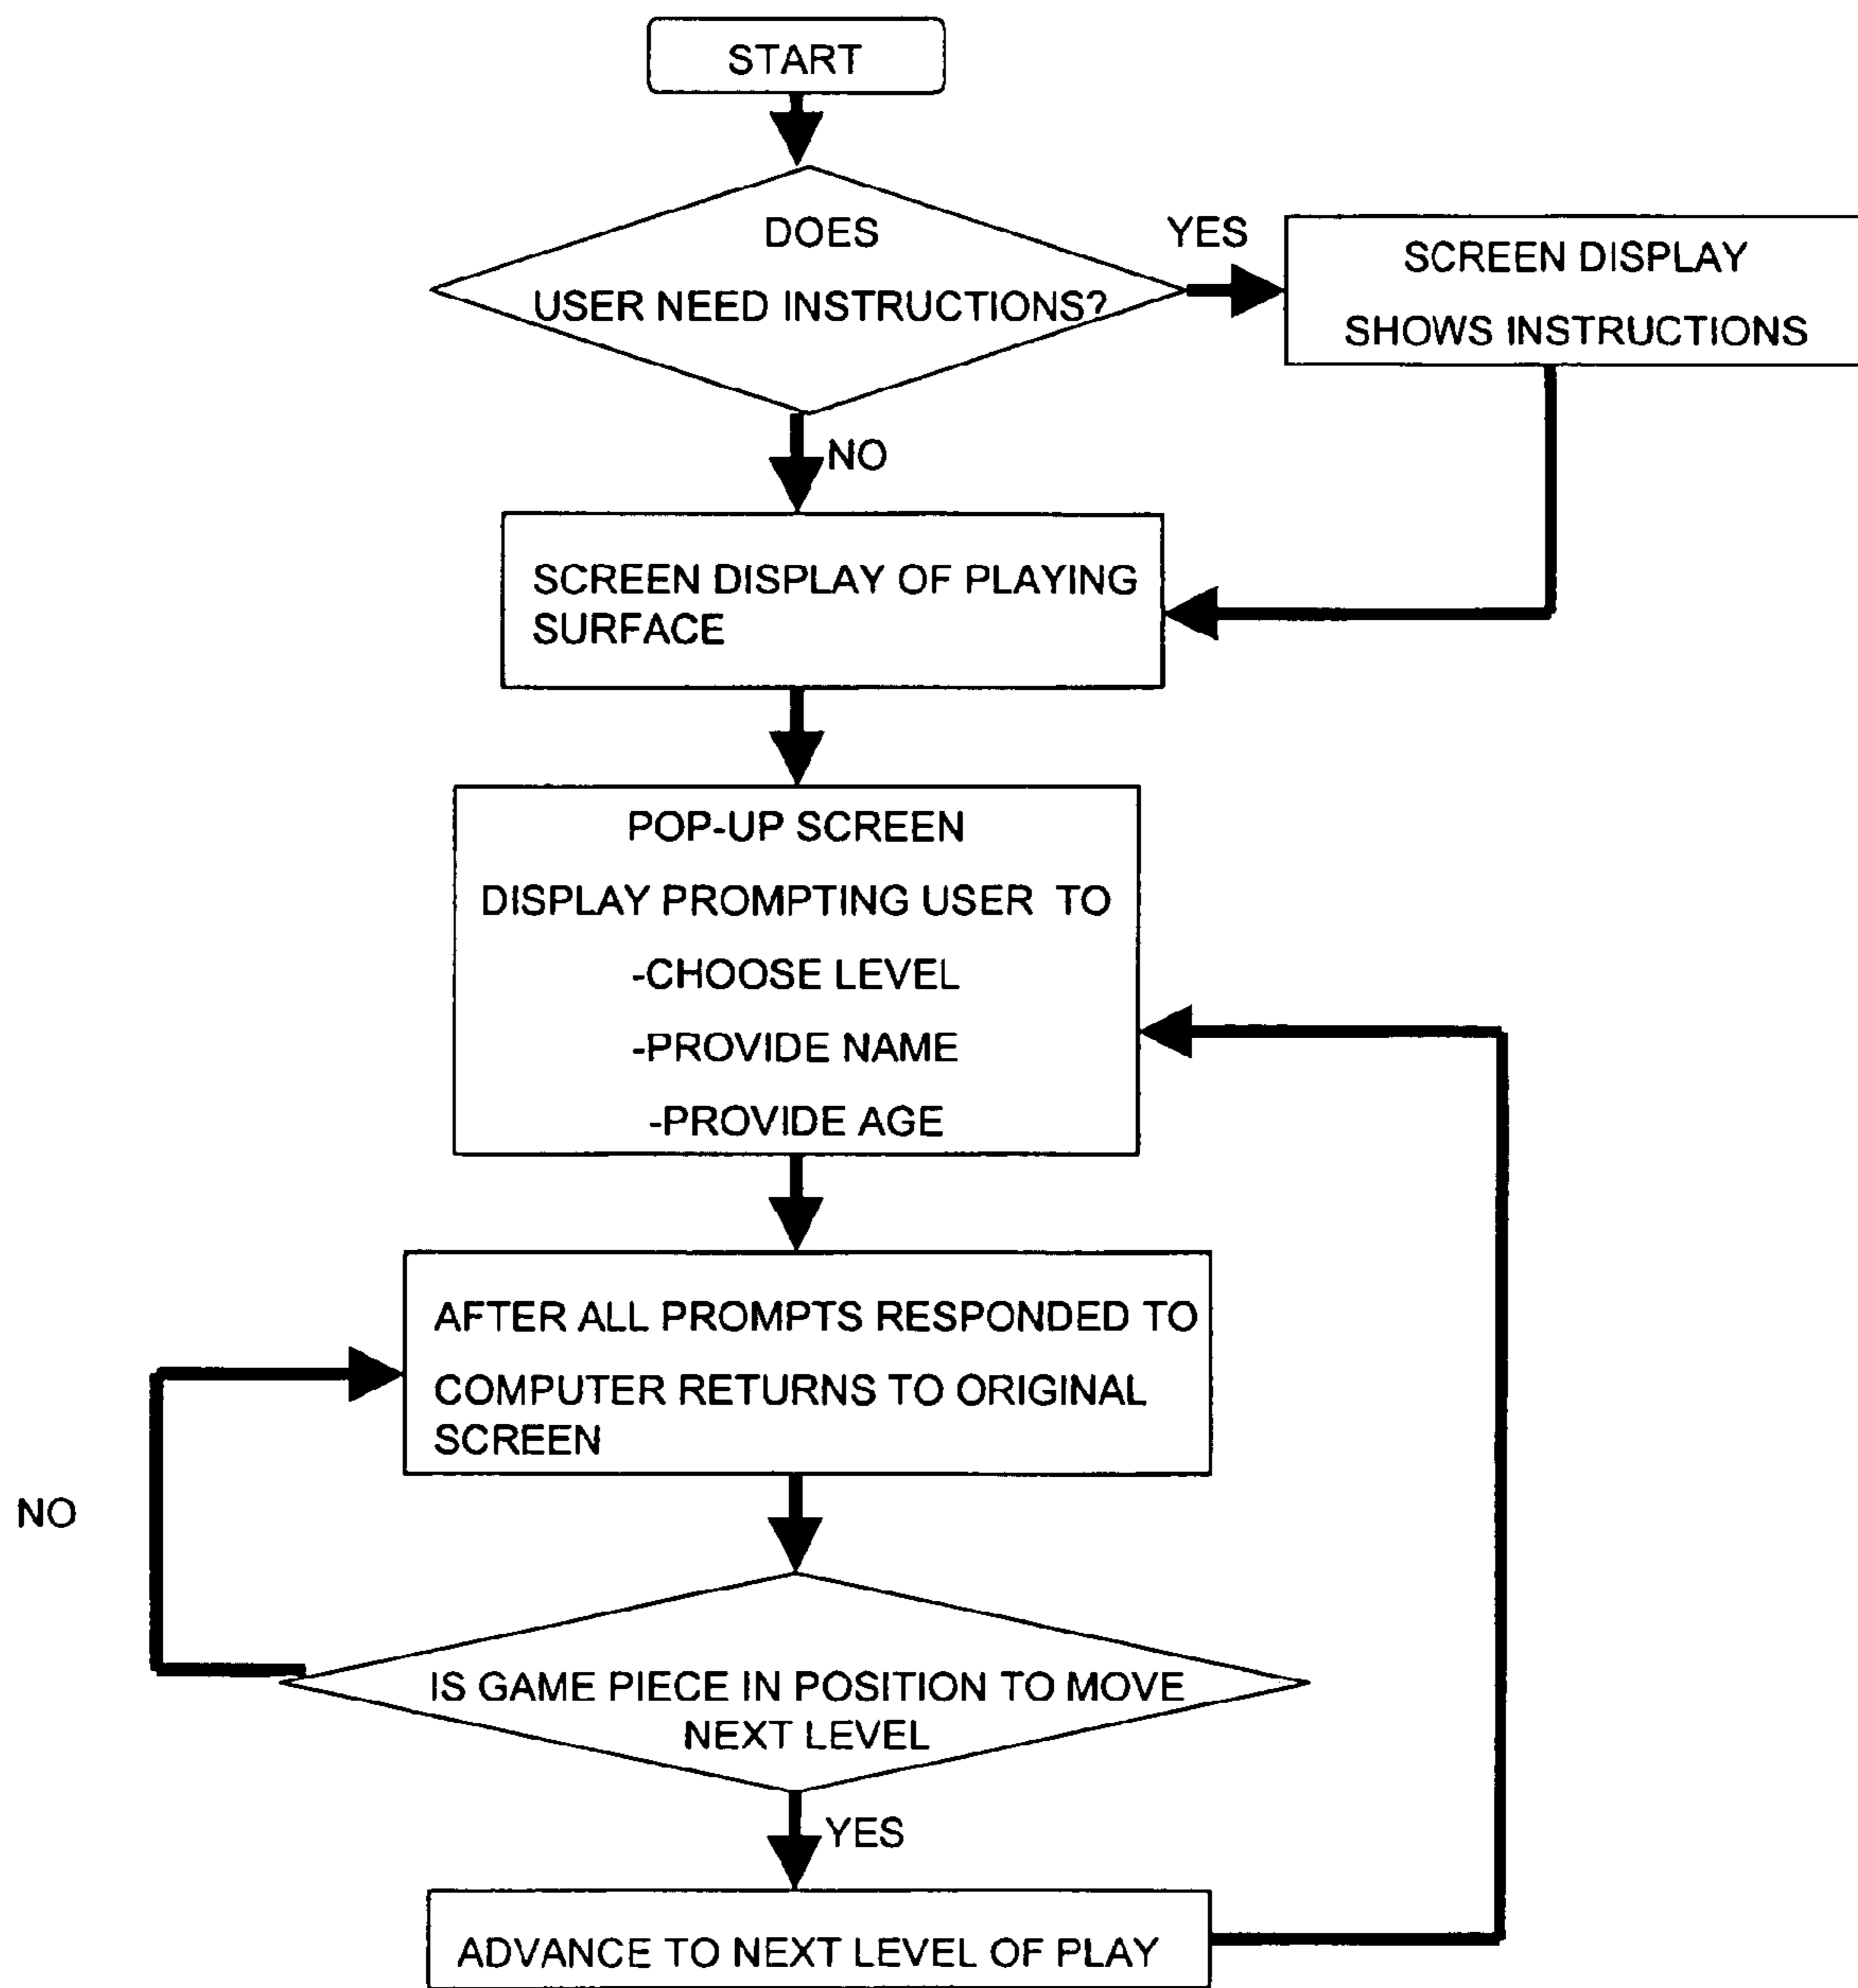 START
DOES
USER NEED INSTRUCTIONS?
YES
SCREEN DISPLAY
SHOWS INSTRUCTIONS
NO
SCREEN DISPLAY OF PLAYING
SURFACE
POP-UP SCREEN
DISPLAY PROMPTING USER TO
-CHOOSE LEVEL
-PROVIDE NAME
-PROVIDE AGE
AFTER ALL PROMPTS RESPONDED TO
COMPUTER RETURNS TO ORIGINAL
SCREEN
NO
IS GAME PIECE IN POSITION TO MOVE
NEXT LEVEL
YES
ADVANCE TO NEXT LEVEL OF PLAY